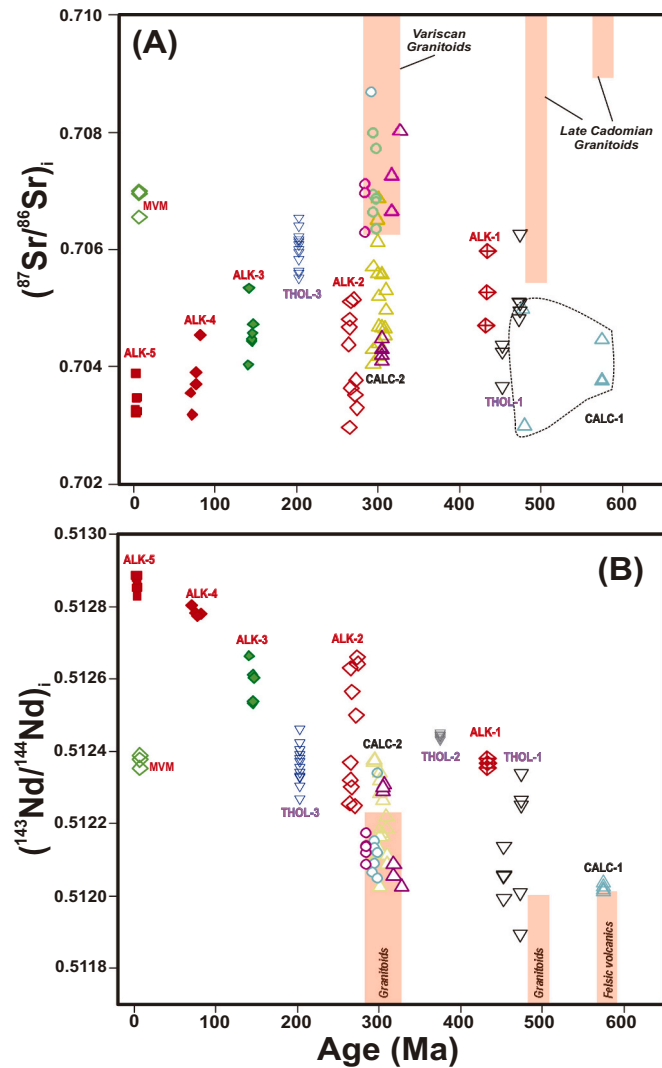 0.710
(A)
Variscan
Granitoids
0.708
Late Cadomian
Granitoids
(87Sr/86Sr)i
MVM
ALK-1
0.706
ALK-3
ALK-2
THOL-3
ALK-4
0.704
ALK-5
CALC-2
THOL-1
CALC-1
0.702
0 100 200 300 400 500 600
0.5130
ALK-5
(B)
0.5128
ALK-4
ALK-3
ALK-2
0.5126
(143Nd/144Nd)i
CALC-2
ALK-1
0.5124
THOL-2
THOL-1
MVM
THOL-3
0.5122
CALC-1
0.5120
Granitoids
Granitoids
Felsic volcanics
0.5118
0 100 200 300 400 500 600
Age (Ma)